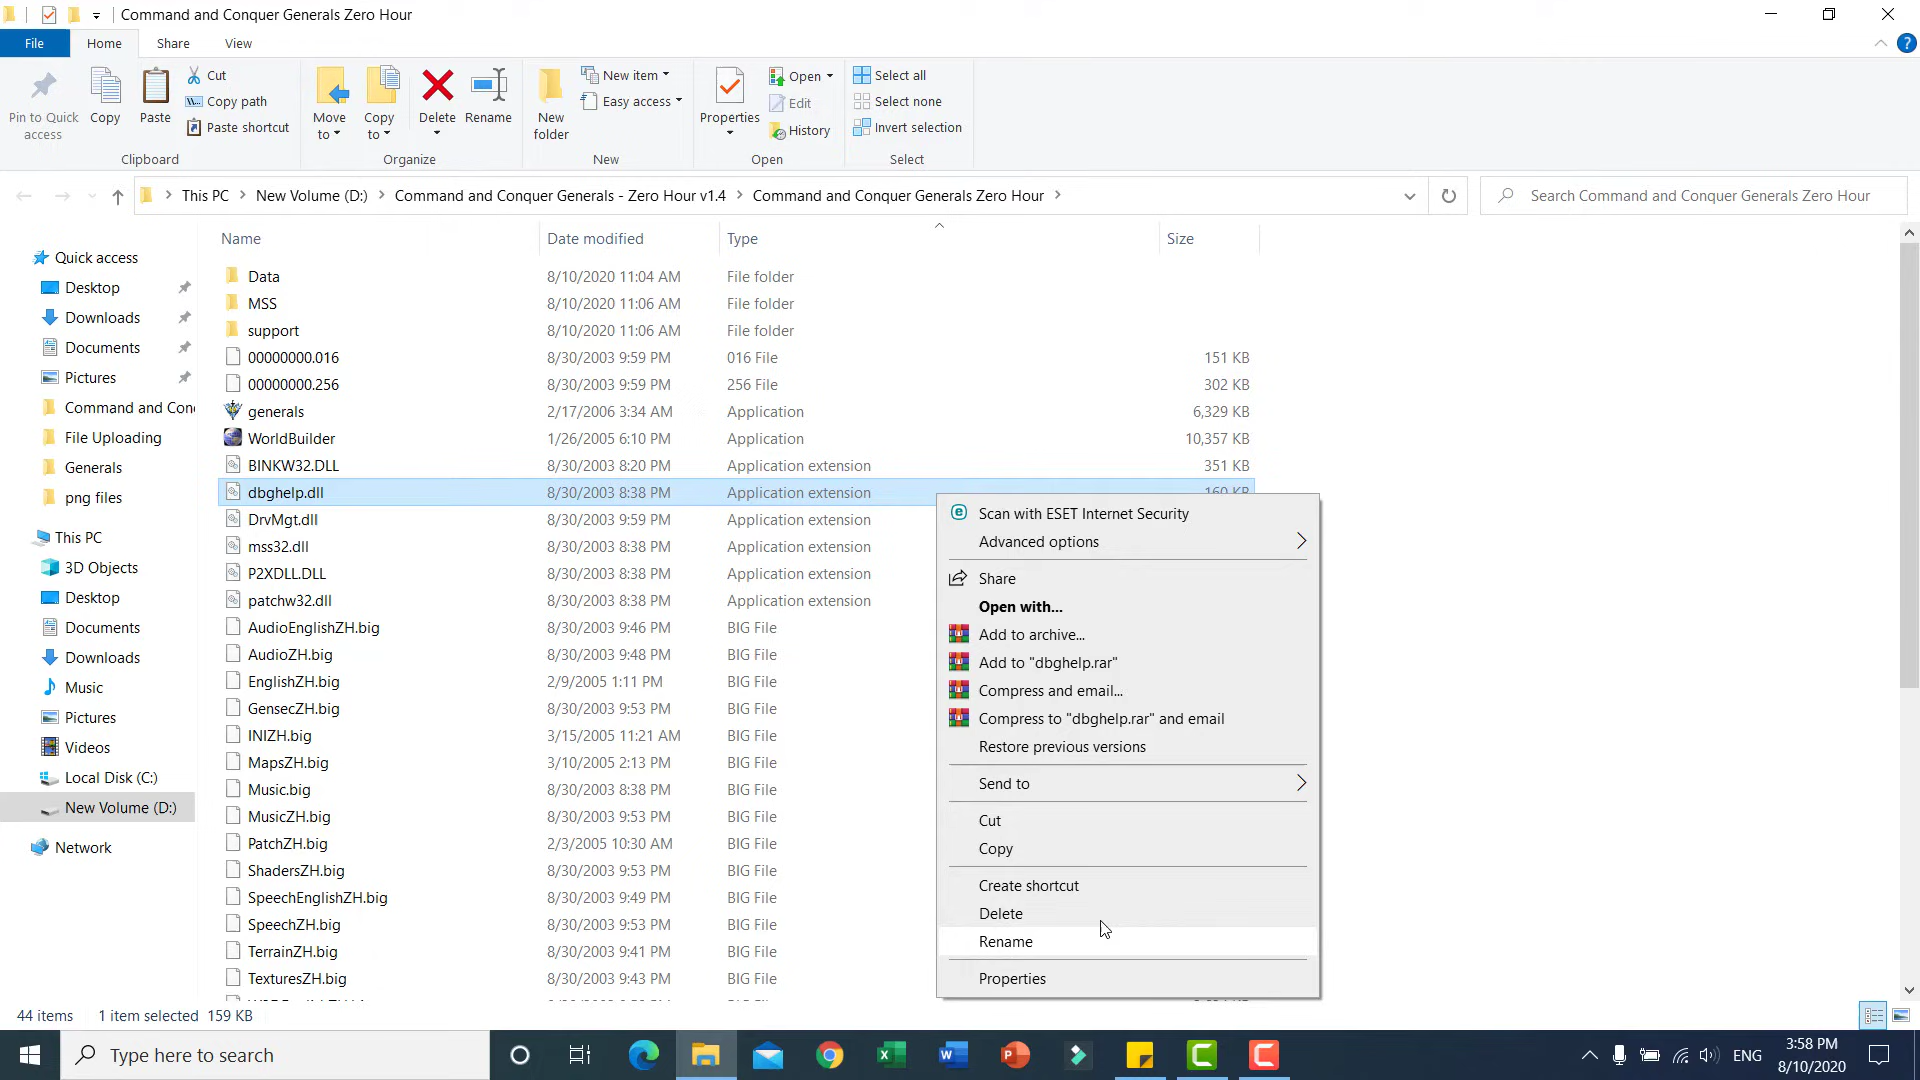 Command and Conquer Generals Zero Hour
File Home Share View
Pin to Quick access
Copy
Paste
Cut
Copy path
Paste shortcut
Clipboard
Move to
Copy to
Delete
Rename
Organize
New folder
New item
Easy access
New
Properties
Open
Edit
History
Open
Select all
Select none
Invert selection
Select
This PC New Volume (D:) Command and Conquer Generals - Zero Hour v1.4 Command and Conquer Generals Zero Hour
Search Command and Conquer Generals Zero Hour
Quick access
Desktop
Downloads
Documents
Pictures
Command and Con
File Uploading
Generals
png files
This PC
3D Objects
Desktop
Documents
Downloads
Music
Pictures
Videos
Local Disk (C:)
New Volume (D:)
Network
Name Date modified Type Size
Data 8/10/2020 11:04 AM File folder
MSS 8/10/2020 11:06 AM File folder
support 8/10/2020 11:06 AM File folder
00000000.016 8/30/2003 9:59 PM 016 File 151 KB
00000000.256 8/30/2003 9:59 PM 256 File 302 KB
generals 2/17/2006 3:34 AM Application 6,329 KB
WorldBuilder 1/26/2005 6:10 PM Application 10,357 KB
BINKW32.DLL 8/30/2003 8:20 PM Application extension 351 KB
dbghelp.dll 8/30/2003 8:38 PM Application extension 160 KB
DrvMgt.dll 8/30/2003 9:59 PM Application extension
mss32.dll 8/30/2003 8:38 PM Application extension
P2XDLL.DLL 8/30/2003 8:38 PM Application extension
patchw32.dll 8/30/2003 8:38 PM Application extension
AudioEnglishZH.big 8/30/2003 9:46 PM BIG File
AudioZH.big 8/30/2003 9:48 PM BIG File
EnglishZH.big 2/9/2005 1:11 PM BIG File
GensecZH.big 8/30/2003 9:53 PM BIG File
INIZH.big 3/15/2005 11:21 AM BIG File
MapsZH.big 3/10/2005 2:13 PM BIG File
Music.big 8/30/2003 8:38 PM BIG File
MusicZH.big 8/30/2003 9:53 PM BIG File
PatchZH.big 2/3/2005 10:30 AM BIG File
ShadersZH.big 8/30/2003 9:53 PM BIG File
SpeechEnglishZH.big 8/30/2003 9:49 PM BIG File
SpeechZH.big 8/30/2003 9:53 PM BIG File
TerrainZH.big 8/30/2003 9:41 PM BIG File
TexturesZH.big 8/30/2003 9:43 PM BIG File
Scan with ESET Internet Security
Advanced options
Share
Open with...
Add to archive...
Add to "dbghelp.rar"
Compress and email...
Compress to "dbghelp.rar" and email
Restore previous versions
Send to
Cut
Copy
Create shortcut
Delete
Rename
Properties
44 items 1 item selected 159 KB
Type here to search
ENG
3:58 PM
8/10/2020